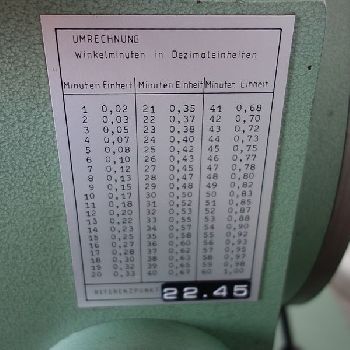 UMRECHNUNG
Winkelminuten in Dezimaleinheiten
Minuten Einheit Minuten Einheit Minuten Einheit
1 0,02 21 0,35 41 0,68
2 0,03 22 0,37 42 0,70
3 0,05 23 0,38 43 0,72
4 0,07 24 0,40 44 0,73
5 0,08 25 0,42 45 0,75
6 0,10 26 0,43 46 0,77
7 0,12 27 0,45 47 0,78
8 0,13 28 0,47 48 0,80
9 0,15 29 0,48 49 0,82
10 0,17 30 0,50 50 0,83
11 0,18 31 0,52 51 0,85
12 0,20 32 0,53 52 0,87
13 0,22 33 0,55 53 0,88
14 0,23 34 0,57 54 0,90
15 0,25 35 0,58 55 0,92
16 0,27 36 0,60 56 0,93
17 0,28 37 0,62 57 0,95
18 0,30 38 0,63 58 0,97
19 0,32 39 0,65 59 0,98
20 0,33 40 0,67 60 1,00
REFERENZPUNKT 22.45